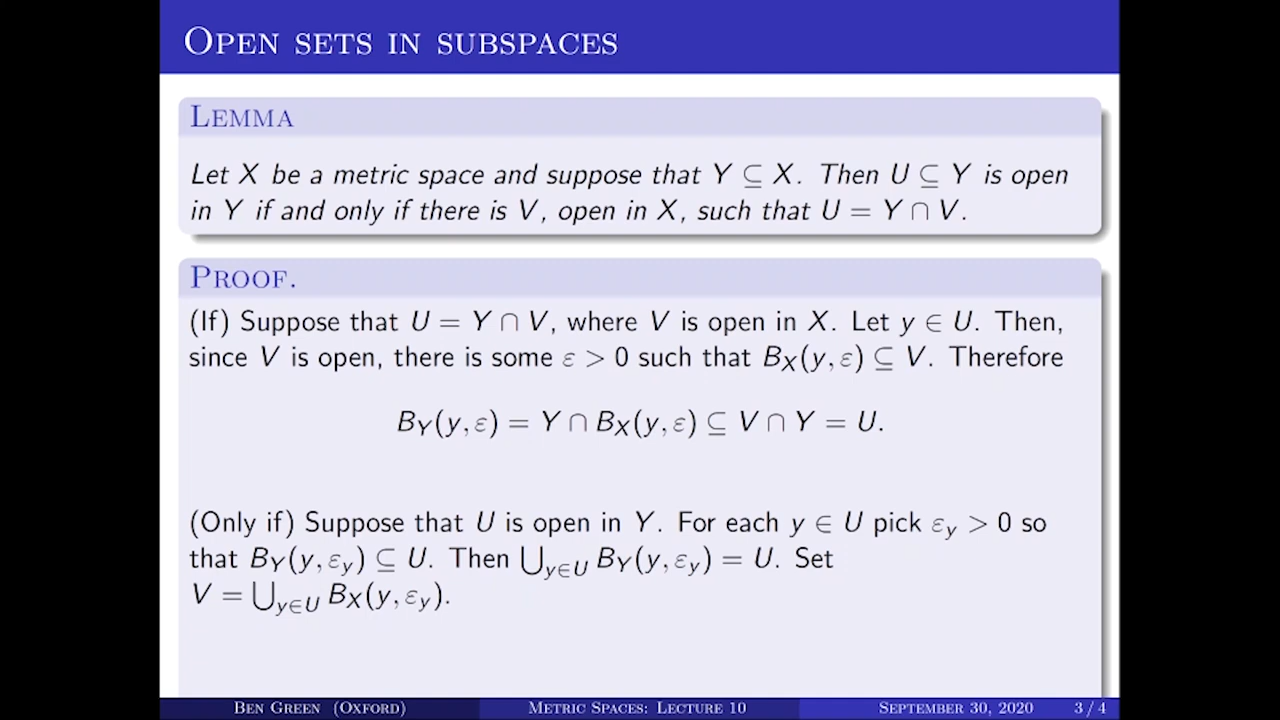 OPEN SETS IN SUBSPACES
LEMMA
Let X be a metric space and suppose that Y ⊆ X. Then U ⊆ Y is open
in Y if and only if there is V, open in X, such that U = Y ∩ V.
PROOF.
(If) Suppose that U = Y ∩ V, where V is open in X. Let y ∈ U. Then,
since V is open, there is some ε > 0 such that B_X(y, ε) ⊆ V. Therefore
B_Y(y, ε) = Y ∩ B_X(y, ε) ⊆ V ∩ Y = U.
(Only if) Suppose that U is open in Y. For each y ∈ U pick ε_y > 0 so
that B_Y(y, ε_y) ⊆ U. Then ⋃_{y∈U} B_Y(y, ε_y) = U. Set
V = ⋃_{y∈U} B_X(y, ε_y).
BEN GREEN (OXFORD) METRIC SPACES: LECTURE 10 SEPTEMBER 30, 2020 3 / 4